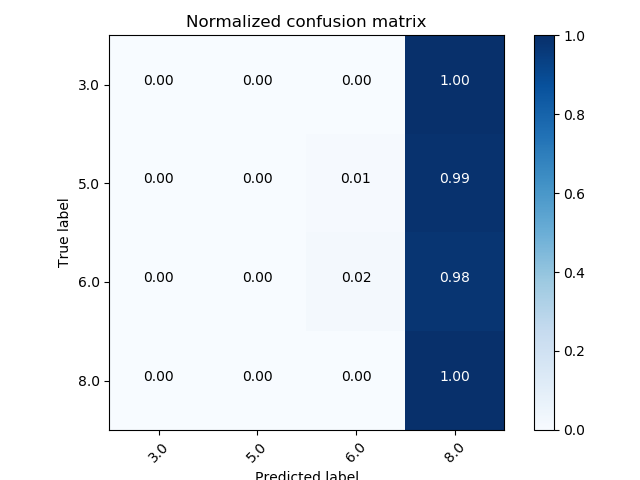 Normalized confusion matrix
True label
3.0 0.00 0.00 0.00 1.00
5.0 0.00 0.00 0.01 0.99
6.0 0.00 0.00 0.02 0.98
8.0 0.00 0.00 0.00 1.00
3.0 5.0 6.0 8.0
Predicted label
1.0
0.8
0.6
0.4
0.2
0.0